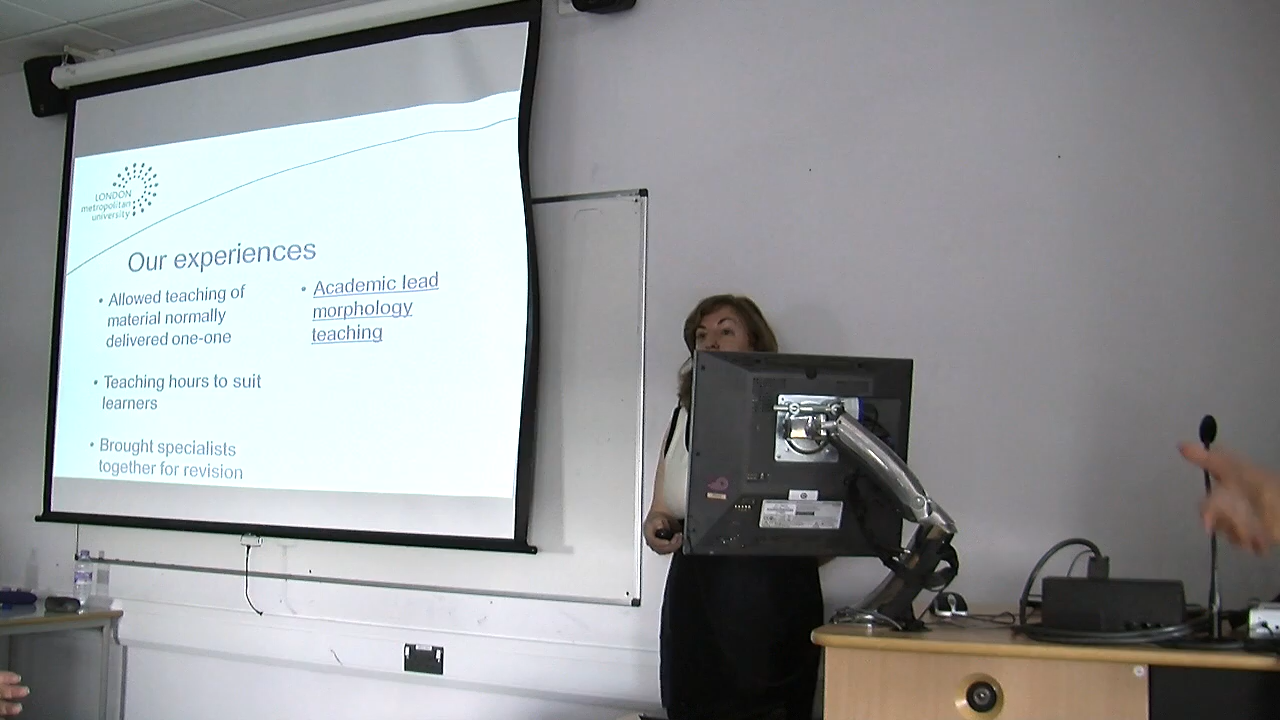 LONDON
metropolitan
university
Our experiences
• Allowed teaching of
material normally
delivered one-one
• Teaching hours to suit
learners
• Brought specialists
together for revision
• Academic lead
morphology
teaching